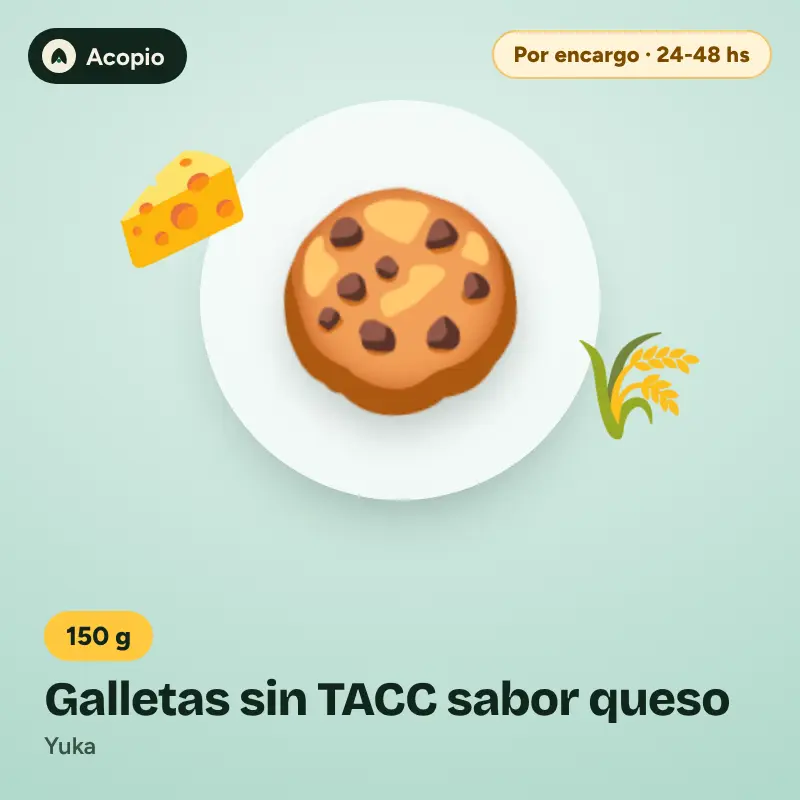 Acopio
Por encargo · 24-48 hs
150 g
Galletas sin TACC sabor queso
Yuka